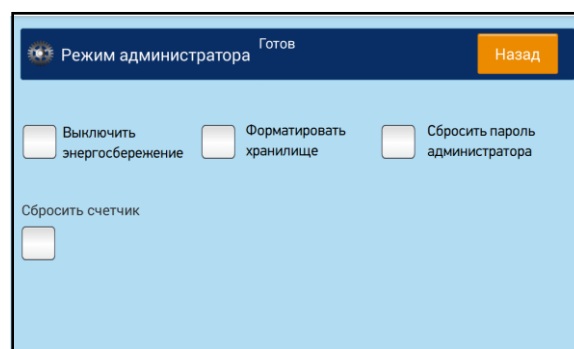 Готов
Режим администратора
Назад
Выключить
энергосбережение
Форматировать
хранилище
Сбросить пароль
администратора
Сбросить счетчик